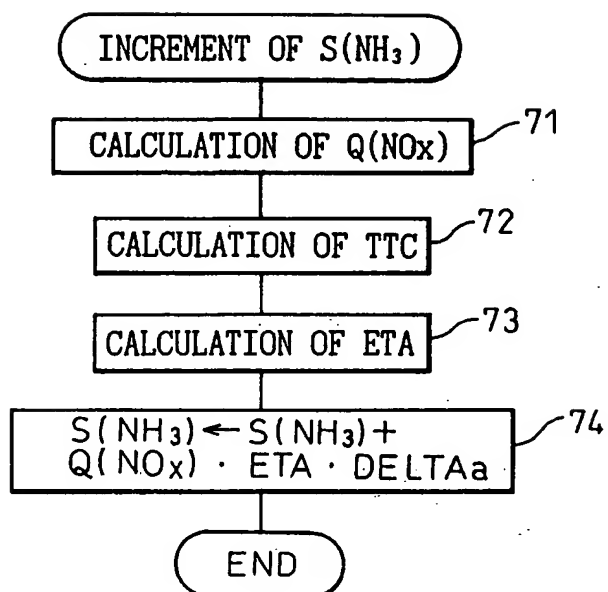 INCREMENT OF S(NH₃)
71
CALCULATION OF Q(NOx)
72
CALCULATION OF TTC
73
CALCULATION OF ETA
74
S(NH₃)←S(NH₃)+
Q(NOx)·ETA·DELTAa
END